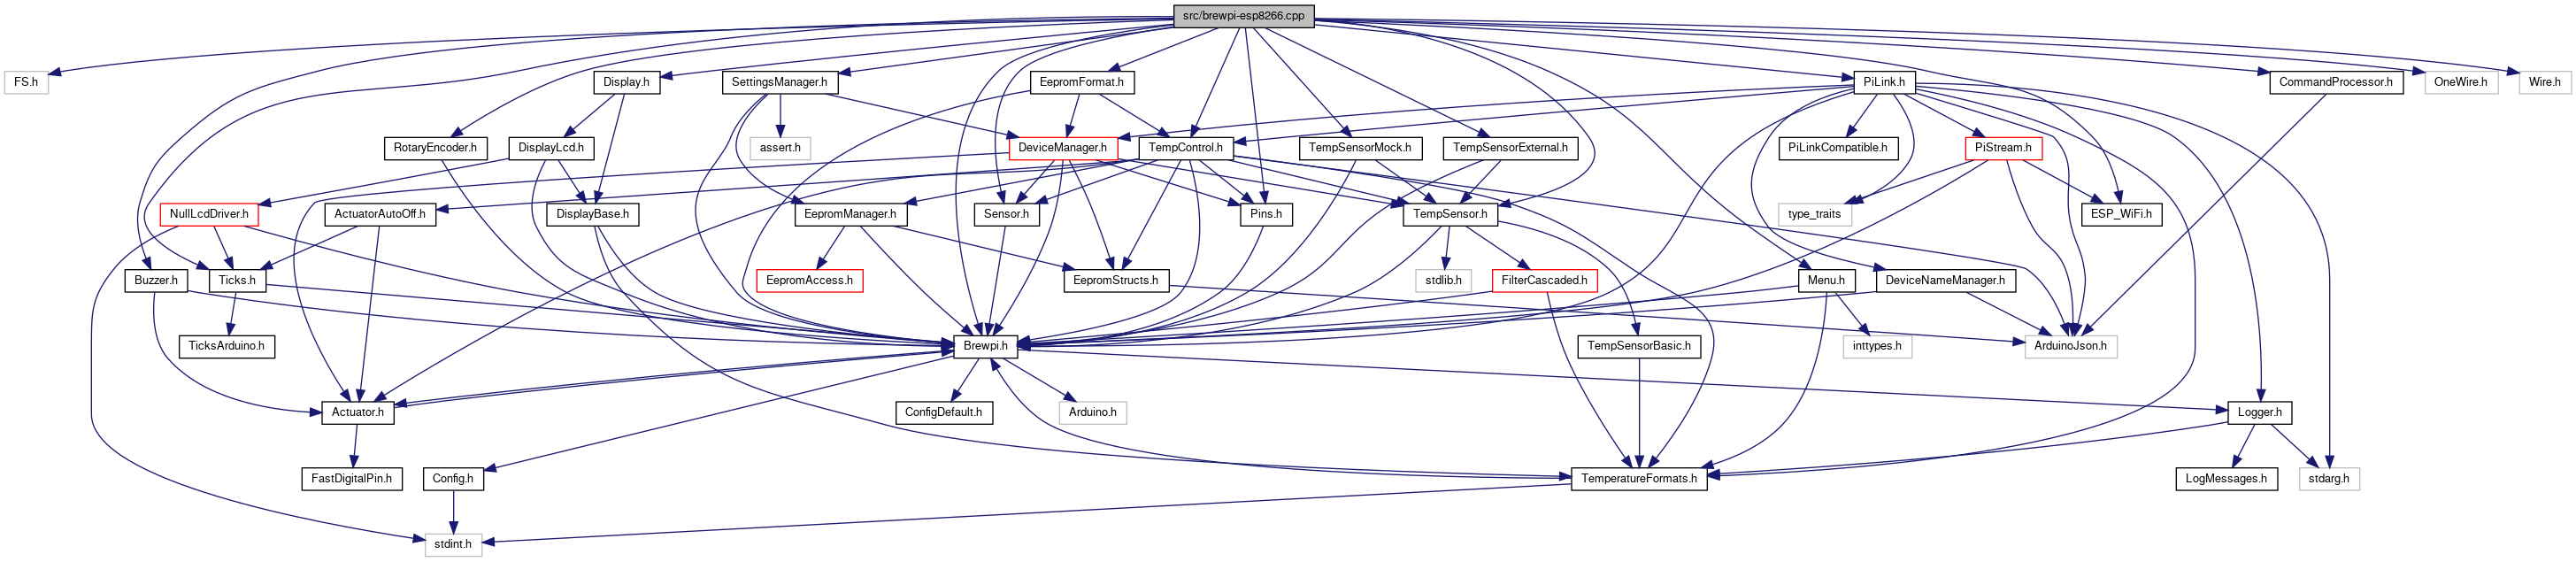 src/brewpi-esp8266.cpp
FS.h
Display.h
SettingsManager.h
EepromFormat.h
PiLink.h
CommandProcessor.h
OneWire.h
Wire.h
RotaryEncoder.h
DisplayLcd.h
assert.h
DeviceManager.h
TempControl.h
TempSensorMock.h
TempSensorExternal.h
PiLinkCompatible.h
PiStream.h
NullLcdDriver.h
ActuatorAutoOff.h
DisplayBase.h
EepromManager.h
Sensor.h
Pins.h
TempSensor.h
type_traits
ESP_WiFi.h
Buzzer.h
Ticks.h
EepromAccess.h
EepromStructs.h
stdlib.h
FilterCascaded.h
Menu.h
DeviceNameManager.h
TicksArduino.h
Brewpi.h
TempSensorBasic.h
inttypes.h
ArduinoJson.h
Actuator.h
ConfigDefault.h
Arduino.h
Logger.h
FastDigitalPin.h
Config.h
TemperatureFormats.h
LogMessages.h
stdarg.h
stdint.h